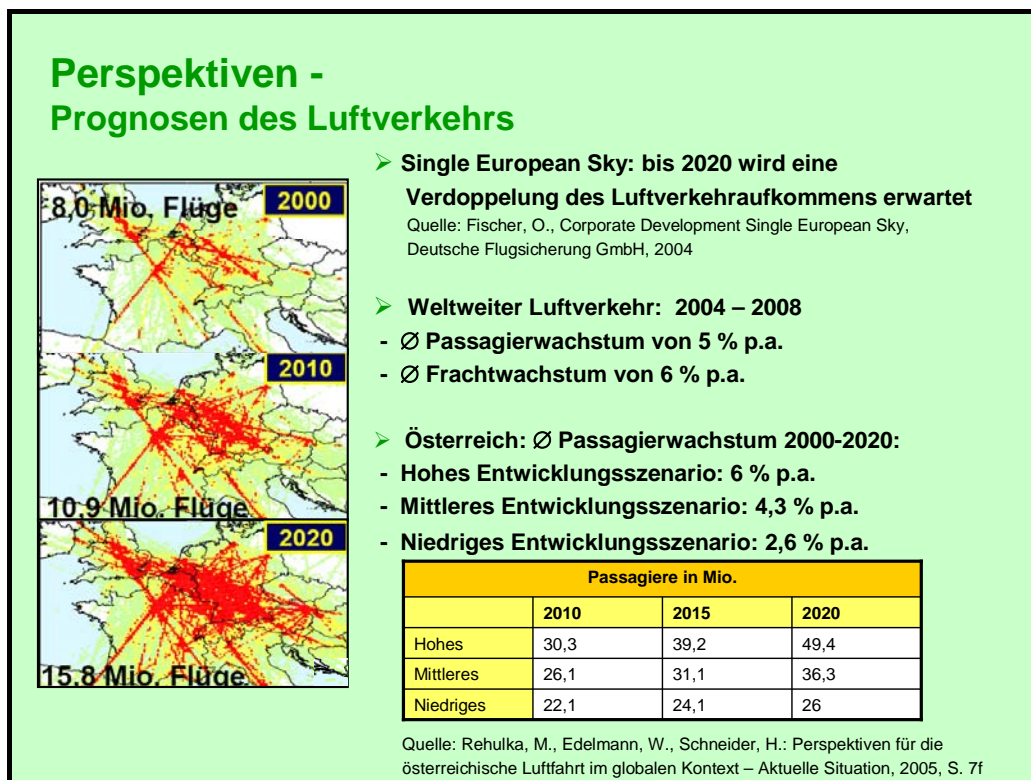 Perspektiven -
Prognosen des Luftverkehrs
8,0 Mio. Flüge 2000
2010
10,9 Mio. Flüge
2020
15,8 Mio. Flüge
➢ Single European Sky: bis 2020 wird eine
Verdoppelung des Luftverkehraufkommens erwartet
Quelle: Fischer, O., Corporate Development Single European Sky,
Deutsche Flugsicherung GmbH, 2004
➢ Weltweiter Luftverkehr: 2004 – 2008
- ∅ Passagierwachstum von 5 % p.a.
- ∅ Frachtwachstum von 6 % p.a.
➢ Österreich: ∅ Passagierwachstum 2000-2020:
- Hohes Entwicklungsszenario: 6 % p.a.
- Mittleres Entwicklungsszenario: 4,3 % p.a.
- Niedriges Entwicklungsszenario: 2,6 % p.a.
Passagiere in Mio.
2010 2015 2020
Hohes 30,3 39,2 49,4
Mittleres 26,1 31,1 36,3
Niedriges 22,1 24,1 26
Quelle: Rehulka, M., Edelmann, W., Schneider, H.: Perspektiven für die
österreichische Luftfahrt im globalen Kontext – Aktuelle Situation, 2005, S. 7f